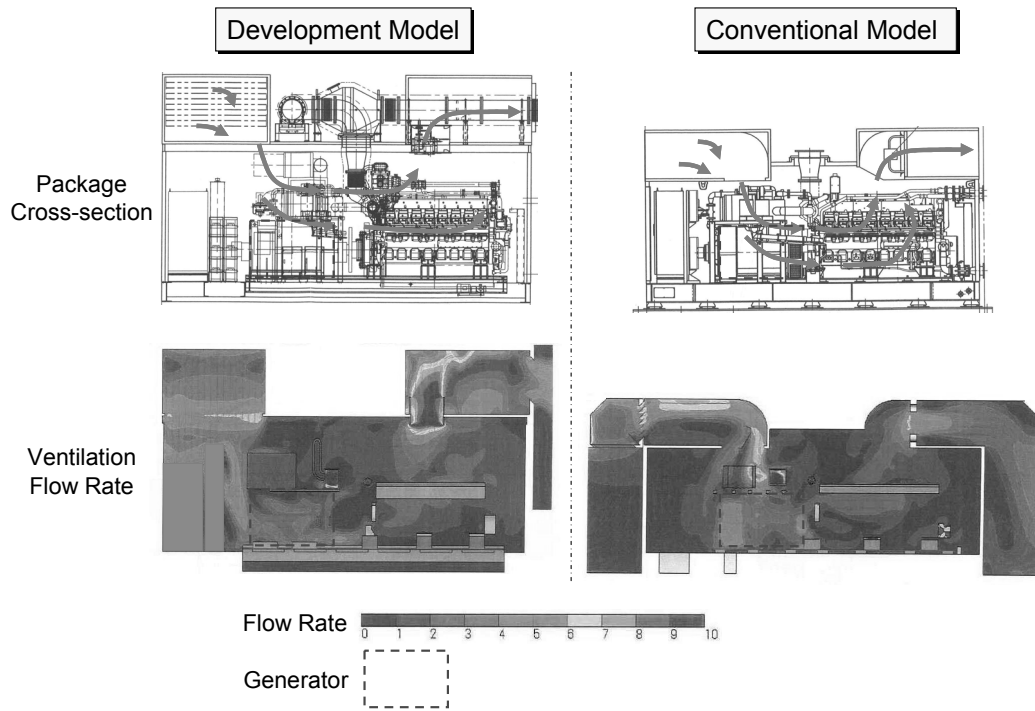 Development Model
Conventional Model
Package
Cross-section
Ventilation
Flow Rate
Flow Rate
0 1 2 3 4 5 6 7 8 9 10
Generator